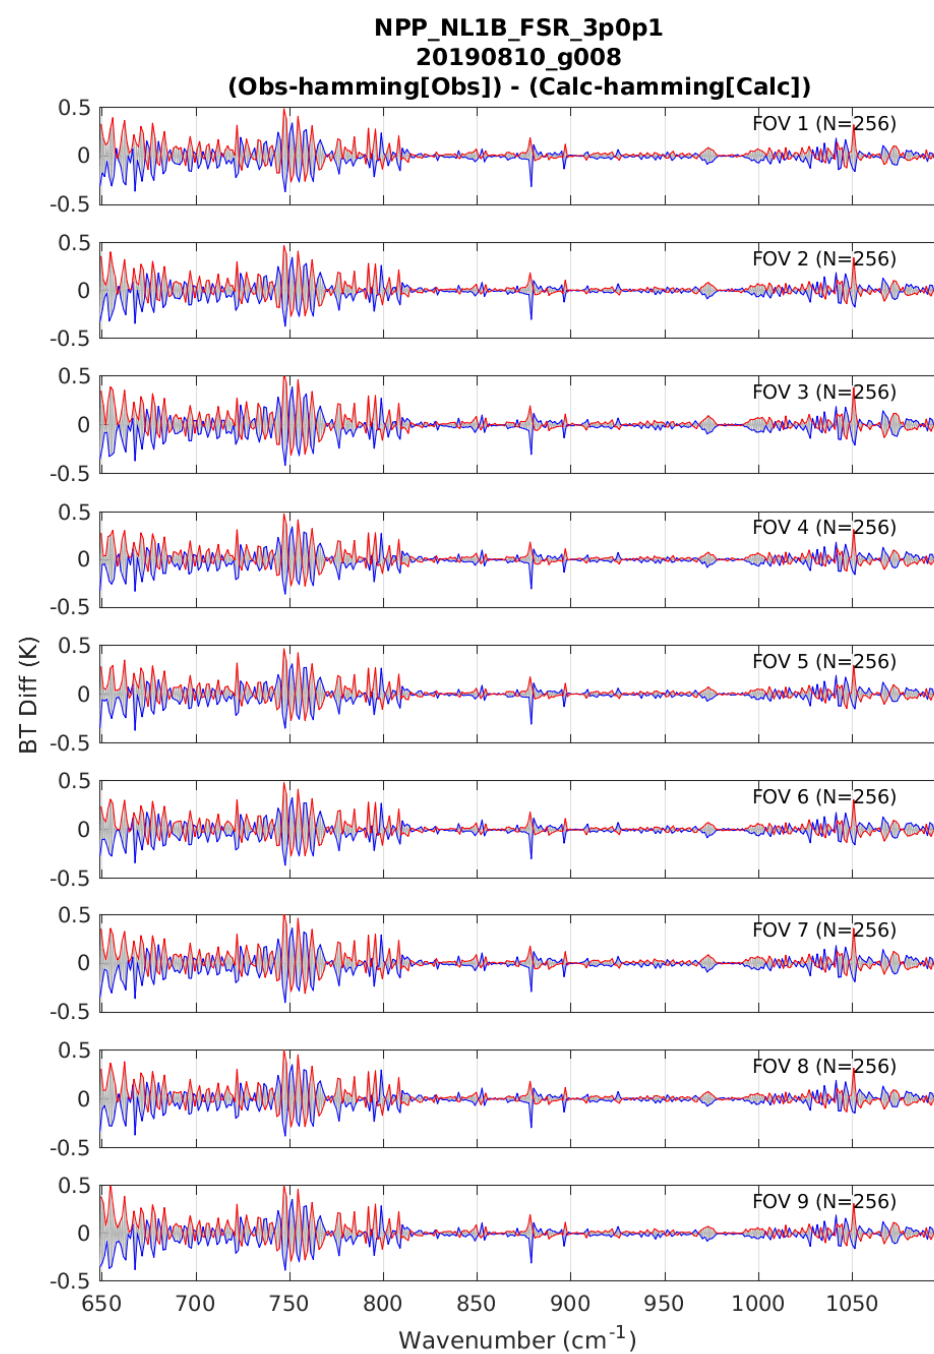 NPP_NL1B_FSR_3p0p1
20190810_g008
(Obs-hamming[Obs]) - (Calc-hamming[Calc])
0.5
FOV 1 (N=256)
0
-0.5
0.5
FOV 2 (N=256)
0
-0.5
0.5
FOV 3 (N=256)
0
-0.5
0.5
FOV 4 (N=256)
0
-0.5
BT Diff (K)
0.5
FOV 5 (N=256)
0
-0.5
0.5
FOV 6 (N=256)
0
-0.5
0.5
FOV 7 (N=256)
0
-0.5
0.5
FOV 8 (N=256)
0
-0.5
0.5
FOV 9 (N=256)
0
-0.5
650 700 750 800 850 900 950 1000 1050
Wavenumber (cm⁻¹)